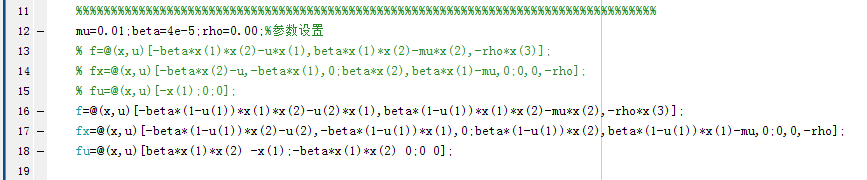 11 %%%%%%%%%%%%%%%%%%%%%%%%%%%%%%%%%%%%%%%%%%%%%%%%%%%%%%%%%%%%%%%%%%%%%%%%%%%%%%%%%%%%%
12 – mu=0.01;beta=4e-5;rho=0.00;%参数设置
13 % f=@(x,u)[-beta*x(1)*x(2)-u*x(1),beta*x(1)*x(2)-mu*x(2),-rho*x(3)];
14 % fx=@(x,u)[-beta*x(2)-u,-beta*x(1),0;beta*x(2),beta*x(1)-mu,0;0,0,-rho];
15 % fu=@(x,u)[-x(1);0;0];
16 – f=@(x,u)[-beta*(1-u(1))*x(1)*x(2)-u(2)*x(1),beta*(1-u(1))*x(1)*x(2)-mu*x(2),-rho*x(3)];
17 – fx=@(x,u)[-beta*(1-u(1))*x(2)-u(2),-beta*(1-u(1))*x(1),0;beta*(1-u(1))*x(2),beta*(1-u(1))*x(1)-mu,0;0,0,-rho];
18 – fu=@(x,u)[beta*x(1)*x(2) -x(1);-beta*x(1)*x(2) 0;0 0];
19